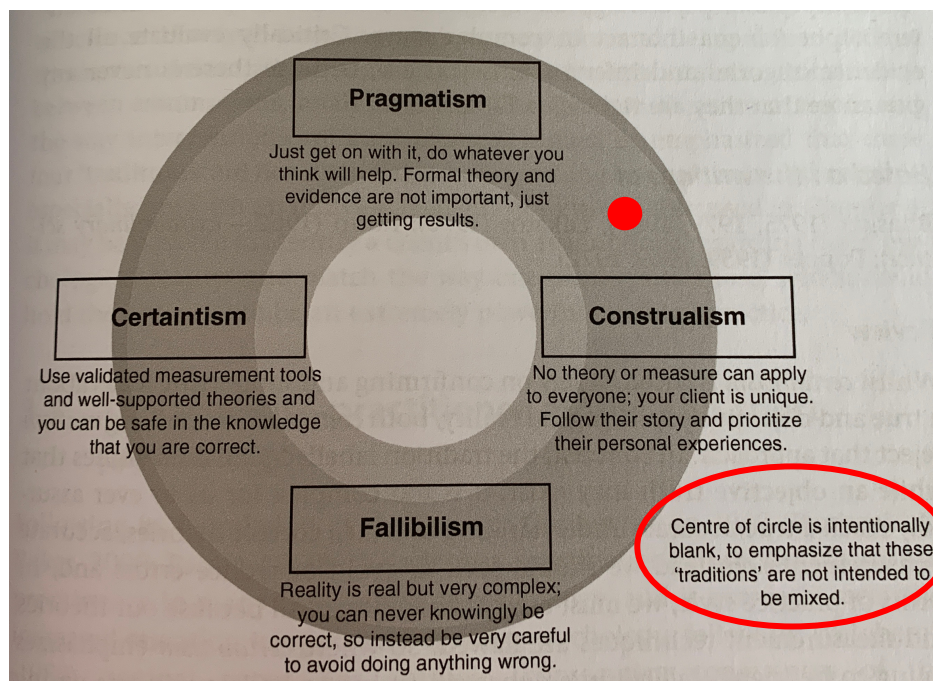 Pragmatism
Just get on with it, do whatever you
think will help. Formal theory and
evidence are not important, just
getting results.
Certaintism
Use validated measurement tools
and well-supported theories and
you can be safe in the knowledge
that you are correct.
Construalism
No theory or measure can apply
to everyone; your client is unique.
Follow their story and prioritize
their personal experiences.
Fallibilism
Reality is real but very complex;
you can never knowingly be
correct, so instead be very careful
to avoid doing anything wrong.
Centre of circle is intentionally
blank, to emphasize that these
‘traditions’ are not intended to
be mixed.